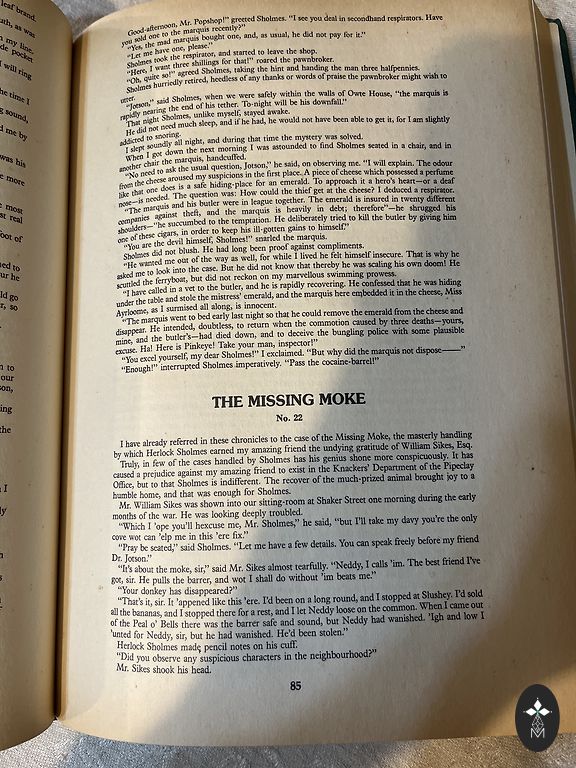 leaf brand.
ath, as was
n my line.
de pocket
I will ring
he time I
g sound,
d me by
was his
e more
e most
st real
oot of
ned to
ur he
ld go
r, so
n to
our
son,
ing
the
n I
ly
Good-afternoon, Mr. Popshop!" greeted Sholmes. "I see you deal in secondhand respirators. Have
you sold one to the marquis recently?"
"Yes, the mad marquis bought one, and, as usual, he did not pay for it."
"Let me have one, please."
Sholmes took the respirator, and started to leave the shop.
"Here, I want three shillings for that!" roared the pawnbroker.
"Oh, quite so!" agreed Sholmes, taking the hint and handing the man three halfpennies.
Sholmes hurriedly retired, heedless of any thanks or words of praise the pawnbroker might wish to
utter.
"Jotson," said Sholmes, when we were safely within the walls of Owte House, "the marquis is
rapidly nearing the end of his tether. To-night will be his downfall."
That night Sholmes, unlike myself, stayed awake.
He did not need much sleep, and if he had, he would not have been able to get it, for I am slightly
addicted to snoring.
I slept soundly all night, and during that time the mystery was solved.
When I got down the next morning I was astounded to find Sholmes seated in a chair, and in
another chair the marquis, handcuffed.
"No need to ask the usual question, Jotson," he said, on observing me. "I will explain. The odour
from the cheese aroused my suspicions in the first place. A piece of cheese which possessed a perfume
like that one does is a safe hiding-place for an emerald. To approach it a hero's heart—or a deaf
nose—is needed. The question was: How could the thief get at the cheese? I deduced a respirator.
"The marquis and his butler were in league together. The emerald is insured in twenty different
companies against theft, and the marquis is heavily in debt; therefore"—he shrugged his
shoulders—"he succumbed to the temptation. He deliberately tried to kill the butler by giving him
one of these cigars, in order to keep his ill-gotten gains to himself."
"You are the devil himself, Sholmes!" snarled the marquis.
Sholmes did not blush. He had long been proof against compliments.
"He wanted me out of the way as well, for while I lived he felt himself insecure. That is why he
asked me to look into the case. But he did not know that thereby he was scaling his own doom! He
scuttled the ferryboat, but did not reckon on my marvellous swimming prowess.
"I have called in a vet to the butler, and he is rapidly recovering. He confessed that he was hiding
under the table and stole the mistress' emerald, and the marquis here embedded it in the cheese, Miss
Ayrloome, as I surmised all along, is innocent.
"The marquis went to bed early last night so that he could remove the emerald from the cheese and
disappear. He intended, doubtless, to return when the commotion caused by three deaths—yours,
mine, and the butler's—had died down, and to deceive the bungling police with some plausible
excuse. Ha! Here is Pinkeye! Take your man, inspector!"
"You excel yourself, my dear Sholmes!" I exclaimed. "But why did the marquis not dispose——"
"Enough!" interrupted Sholmes imperatively. "Pass the cocaine-barrel!"
THE MISSING MOKE
No. 22
I have already referred in these chronicles to the case of the Missing Moke, the masterly handling
by which Herlock Sholmes earned my amazing friend the undying gratitude of William Sikes, Esq.
Truly, in few of the cases handled by Sholmes has his genius shone more conspicuously. It has
caused a prejudice against my amazing friend to exist in the Knackers' Department of the Pipeclay
Office, but to that Sholmes is indifferent. The recover of the much-prized animal brought joy to a
humble home, and that was enough for Sholmes.
Mr. William Sikes was shown into our sitting-room at Shaker Street one morning during the early
months of the war. He was looking deeply troubled.
"Which I 'ope you'll hexcuse me, Mr. Sholmes," he said, "but I'll take my davy you're the only
cove wot can 'elp me in this 'ere fix."
"Pray be seated," said Sholmes. "Let me have a few details. You can speak freely before my friend
Dr. Jotson."
"It's about the moke, sir," said Mr. Sikes almost tearfully. "Neddy, I calls 'im. The best friend I've
got, sir. He pulls the barrer, and wot I shall do without 'im beats me."
"Your donkey has disappeared?"
"That's it, sir. It 'appened like this 'ere. I'd been on a long round, and I stopped at Slushey. I'd sold
all the bananas, and I stopped there for a rest, and I let Neddy loose on the common. When I came out
of the Peal o' Bells there was the barrer safe and sound, but Neddy had wanished. 'Igh and low I
'unted for Neddy, sir, but he had wanished. He'd been stolen."
Herlock Sholmes made pencil notes on his cuff.
"Did you observe any suspicious characters in the neighbourhood?"
Mr. Sikes shook his head.
85
M